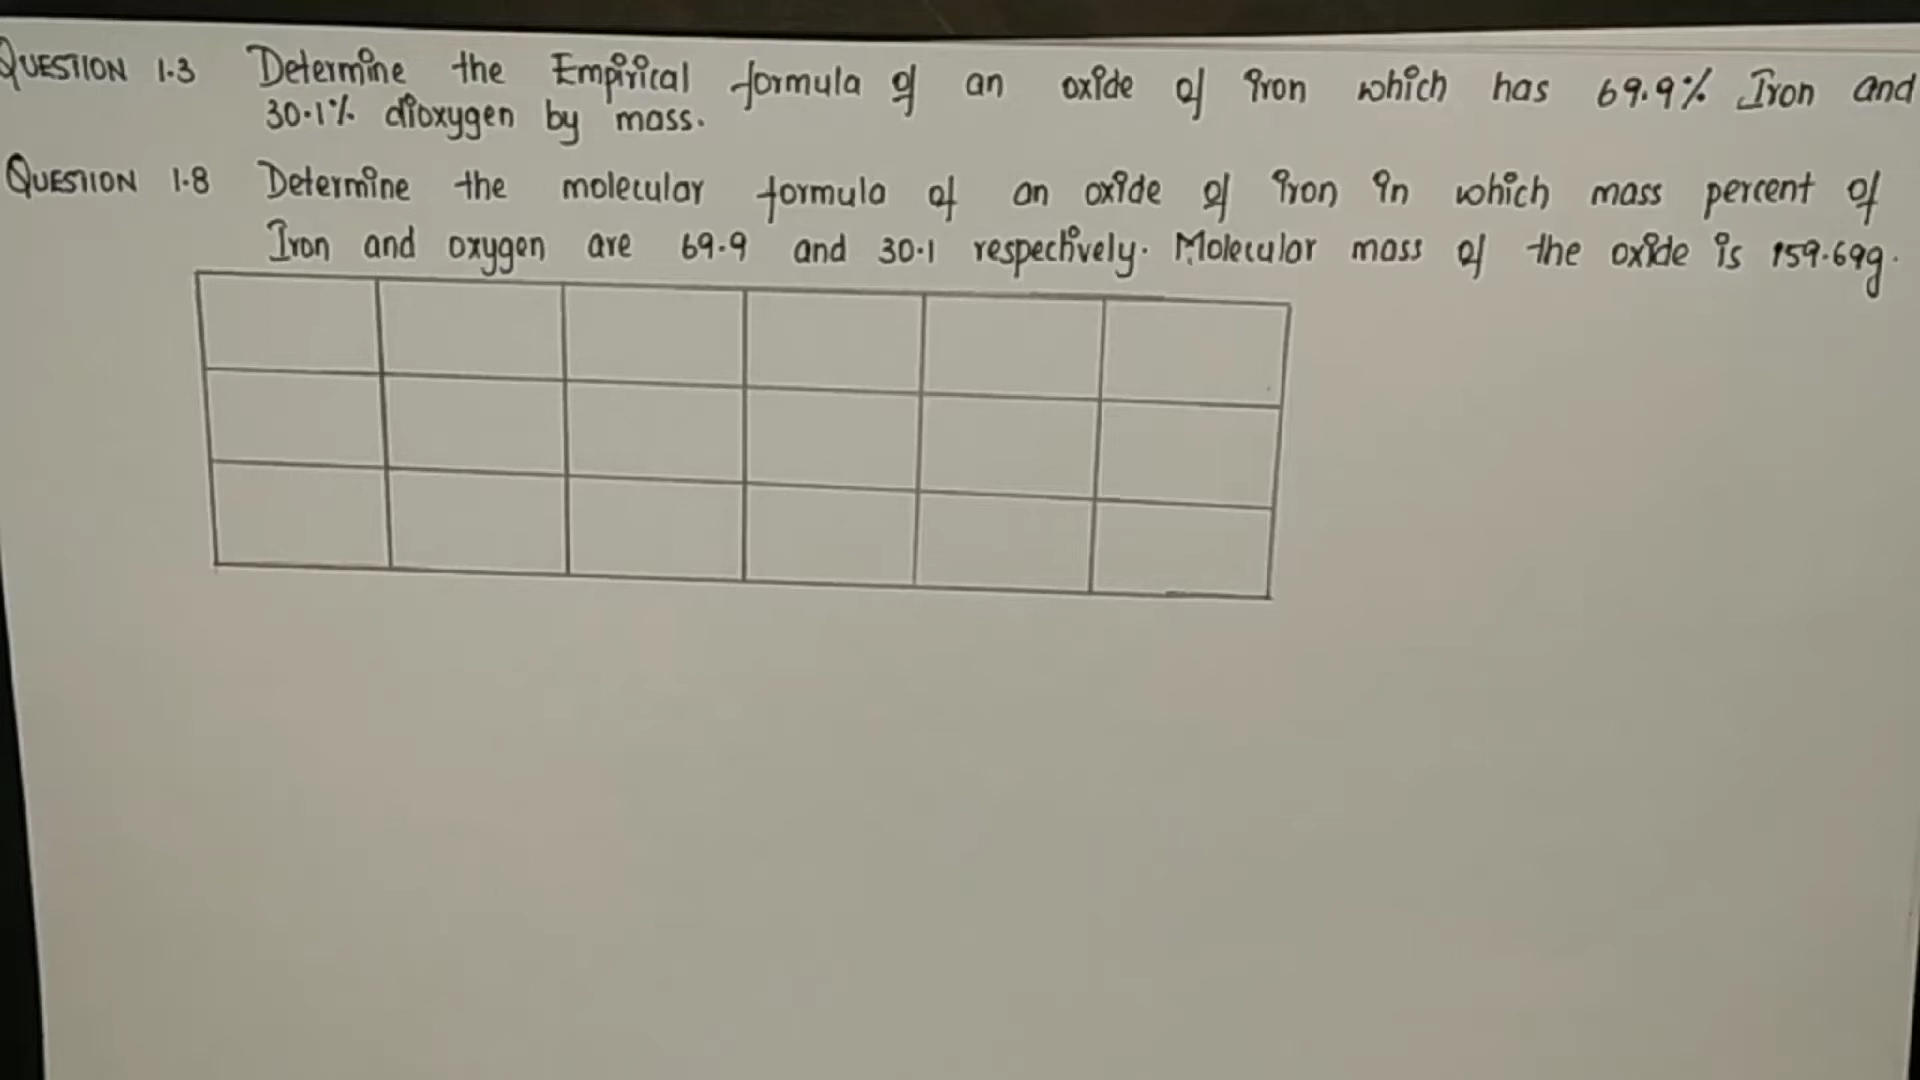 QUESTION 1.3 Determine the Empirical formula of an oxide of iron which has 69.9% Iron and
30.1% dioxygen by mass.
QUESTION 1.8 Determine the molecular formula of an oxide of iron in which mass percent of
Iron and oxygen are 69.9 and 30.1 respectively. Molecular mass of the oxide is 159.69g.